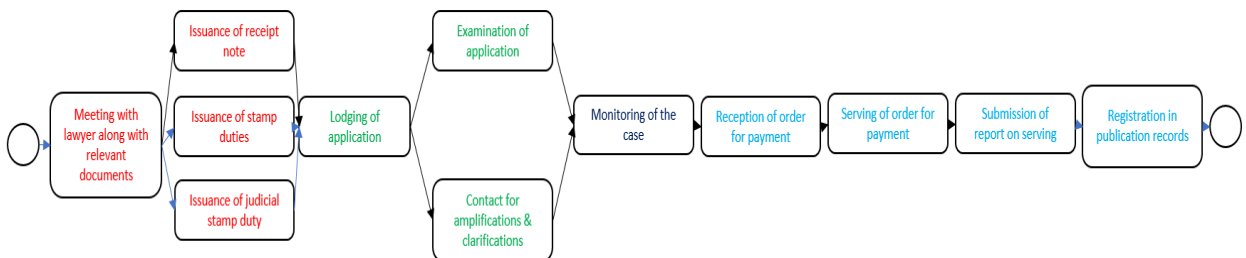 Meeting with
lawyer along with
relevant
documents
Issuance of receipt
note
Issuance of stamp
duties
Issuance of judicial
stamp duty
Lodging of
application
Examination of
application
Contact for
amplifications &
clarifications
Monitoring of the
case
Reception of order
for payment
Serving of order for
payment
Submission of
report on serving
Registration in
publication records